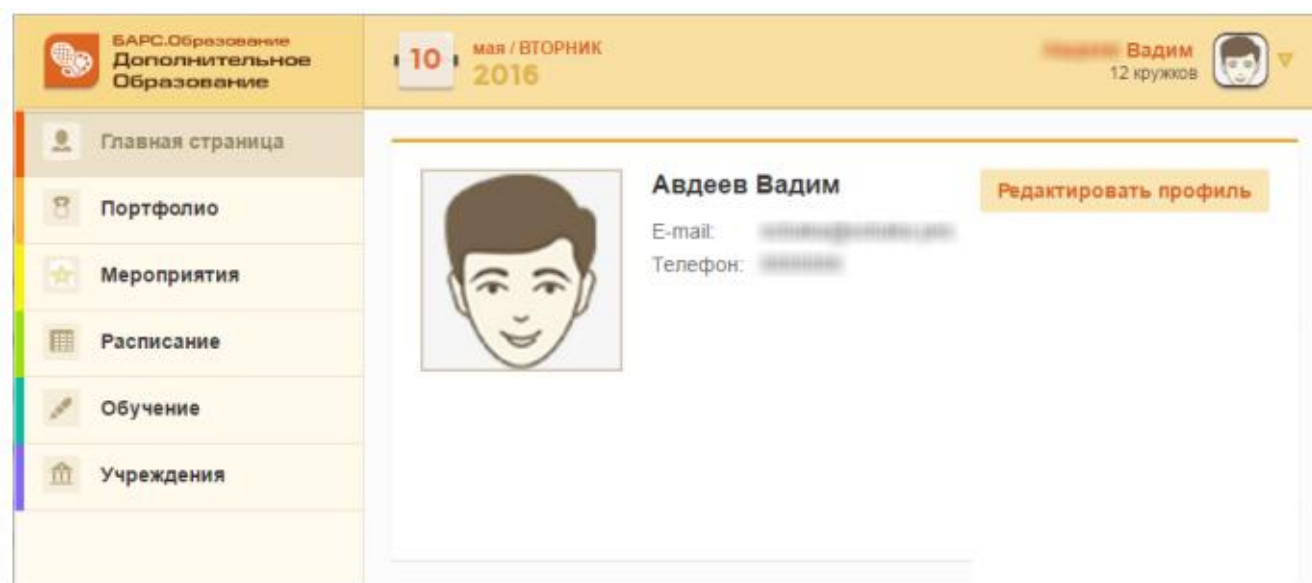 БАРС.Образование
Дополнительное
Образование
10
мая / ВТОРНИК
2016
Вадим
12 кружков
Главная страница
Портфолио
Мероприятия
Расписание
Обучение
Учреждения
Авдеев Вадим
Редактировать профиль
E-mail:
Телефон: